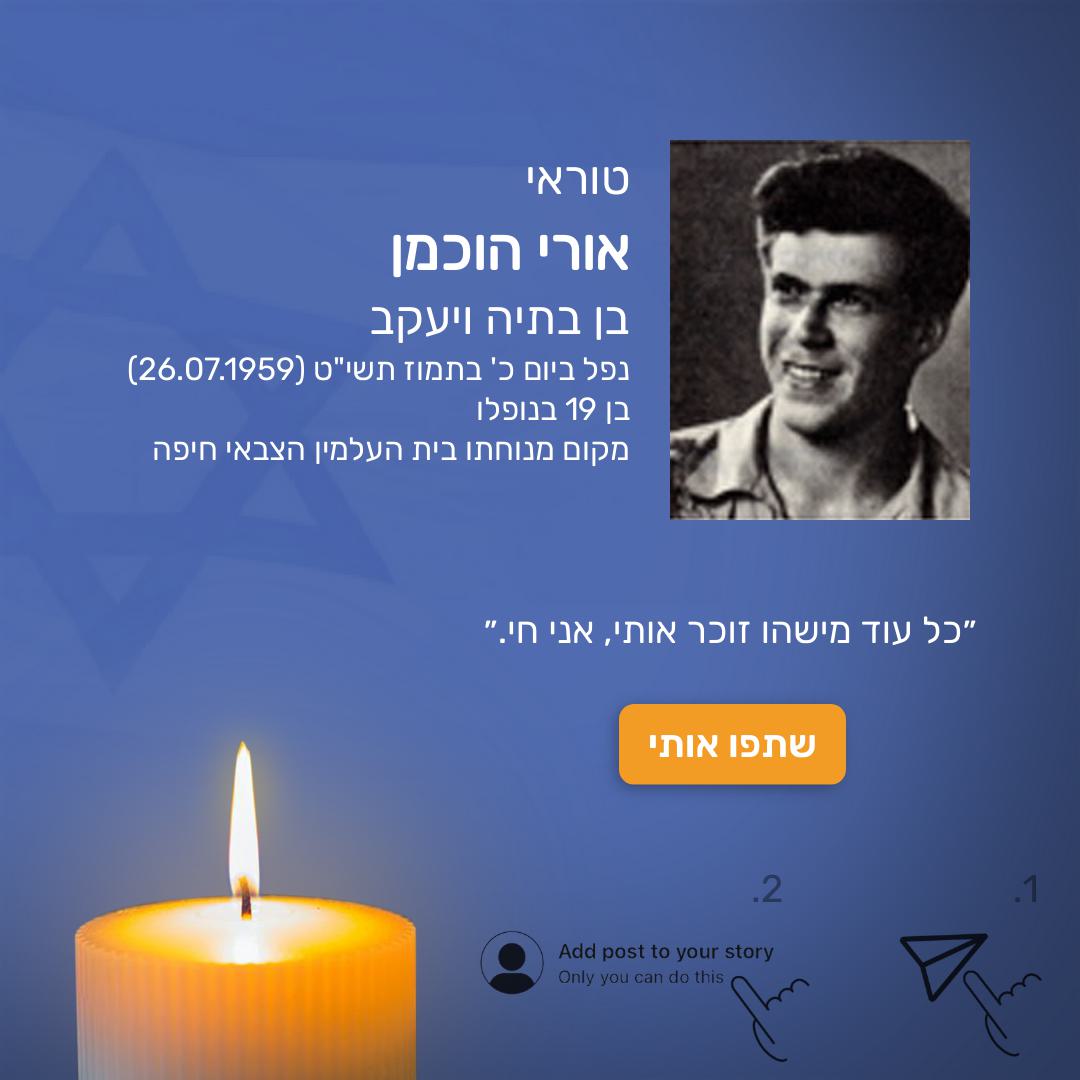 טוראי
אורי הוכמן
בן בתיה ויעקב
נפל ביום כ' בתמוז תשי"ט (26.07.1959)
בן 19 בנופלו
מקום מנוחתו בית העלמין הצבאי חיפה
"כל עוד מישהו זוכר אותי, אני חי."
שתפו אותי
1.
2.
Add post to your story
Only you can do this